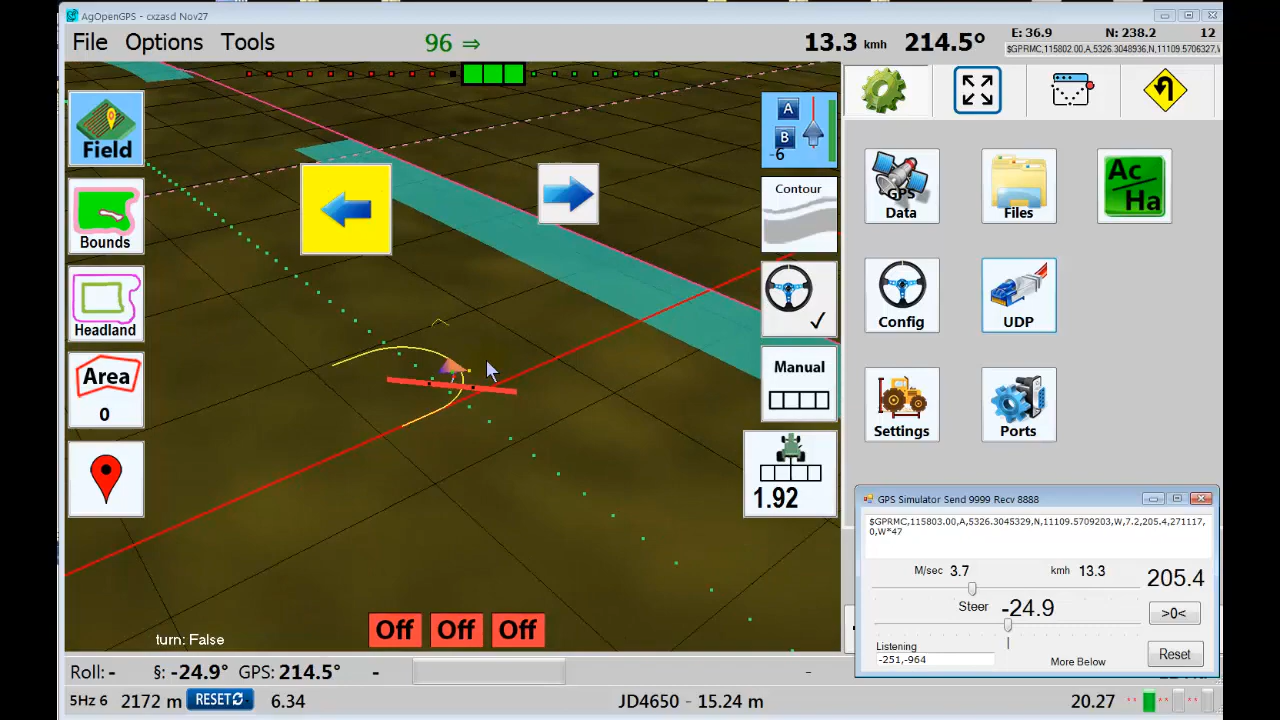 AgOpenGPS - cxzasd Nov27
File Options Tools
96 ⇒
13.3 kmh 214.5°
E: 36.9 N: 238.2 12
$GPRMC,115802.00,A,5326.3048936,N,11109.5706327,W
Field
Bounds
Headland
Area
0
A
B
-6
Contour
Manual
1.92
Off Off Off
turn: False
Data
Files
Ac/Ha
Config
UDP
Settings
Ports
GPS Simulator Send 9999 Recv 8888
$GPRMC,115803.00,A,5326.3045329,N,11109.5709203,W,7.2,205.4,271117,
0,W*47
M/sec 3.7 kmh 13.3
205.4
Steer -24.9
>0<
Listening
-251,-964
More Below
Reset
Roll: - §: -24.9° GPS: 214.5° - -
5Hz 6 2172 m RESET 6.34 JD4650 - 15.24 m 20.27